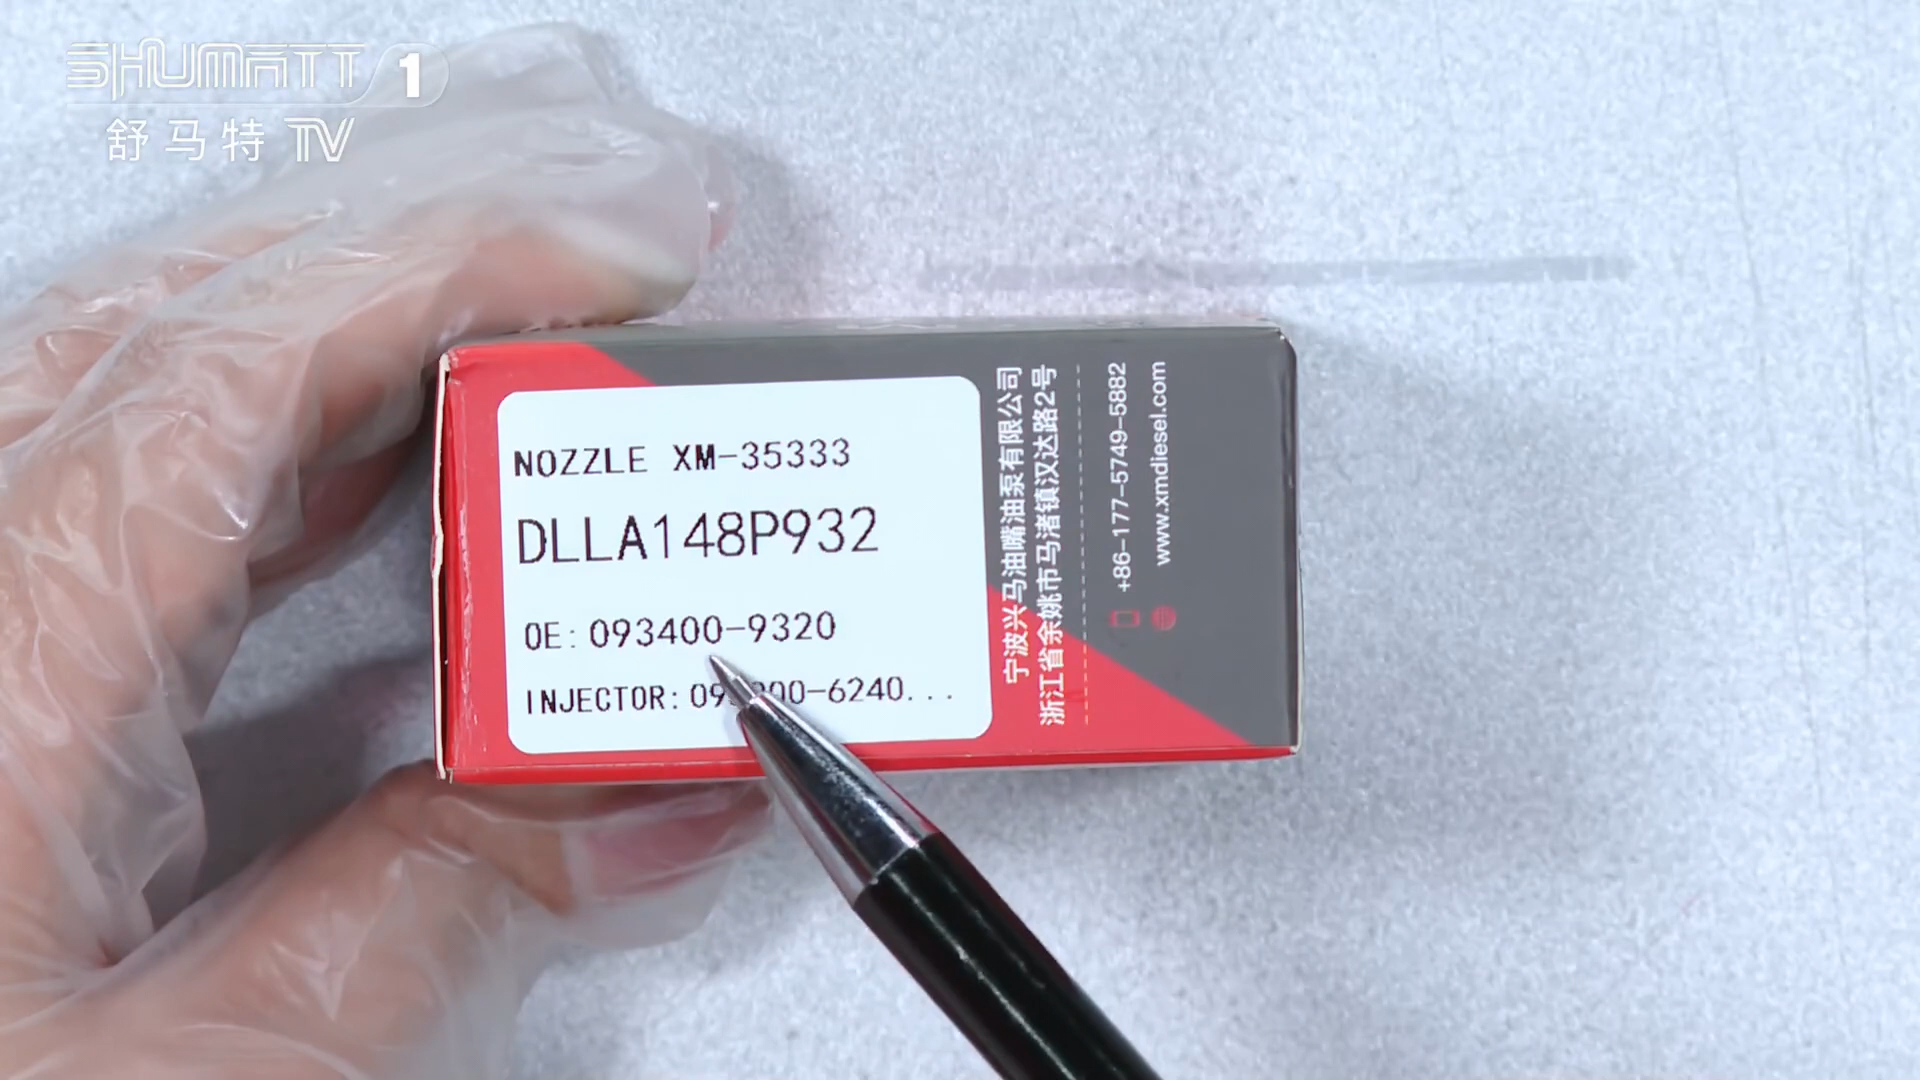 SHUMATT 1
舒马特 TV
NOZZLE XM-35333
DLLA148P932
OE: 093400-9320
INJECTOR: 00-6240...
宁波兴马油嘴油泵有限公司
浙江省余姚市马渚镇汉达路2号
+86-177-5749-5882
www.xmdiesel.com